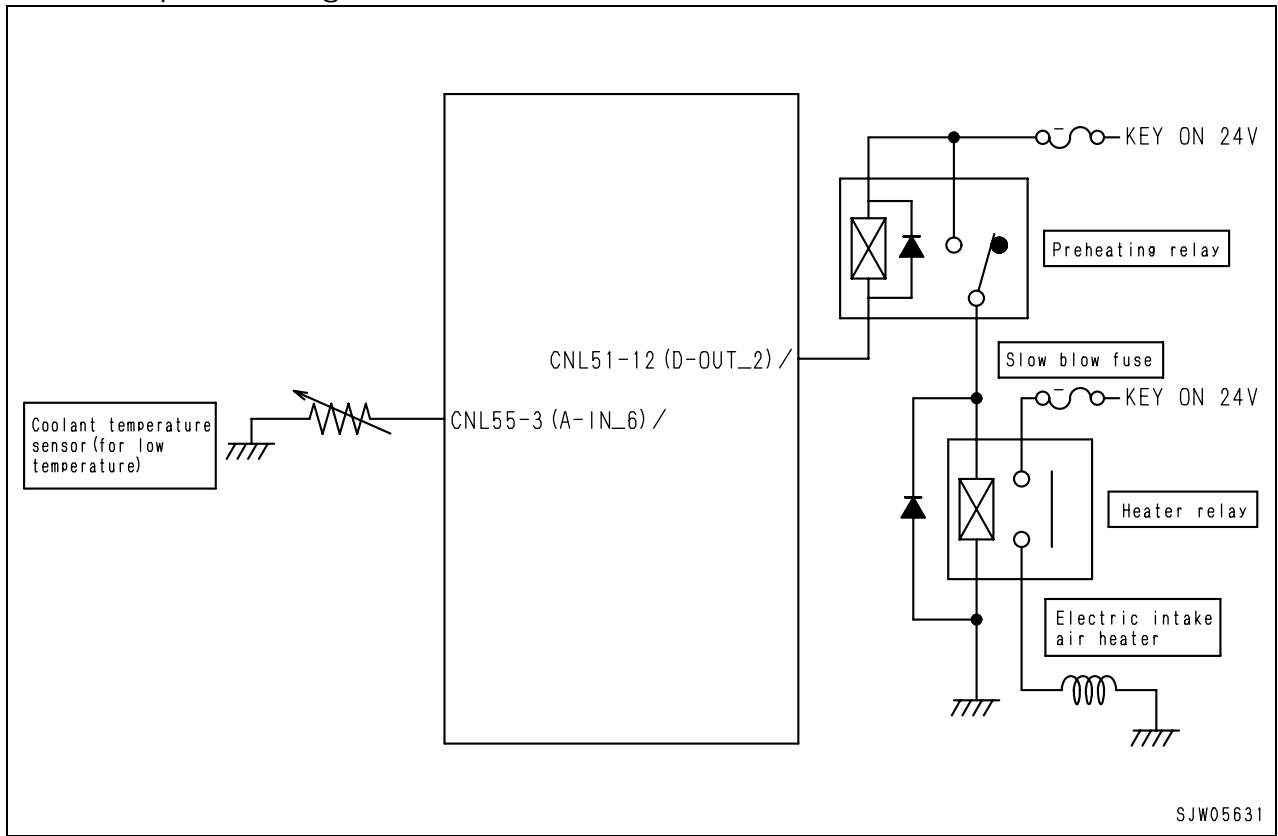 KEY ON 24V
Preheating relay
CNL51-12(D-OUT_2)/
Slow blow fuse
KEY ON 24V
Coolant temperature
sensor(for low
temperature)
CNL55-3(A-IN_6)/
Heater relay
Electric intake
air heater
SJW05631